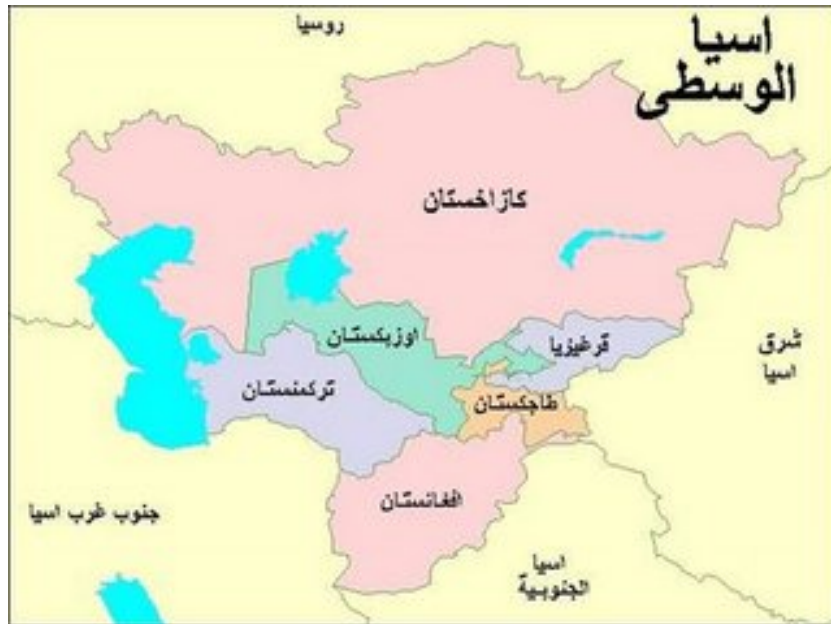 اسيا
الوسطى
روسيا
كازاخستان
اوزبكستان
قرغيزيا
شرق
اسيا
تركمنستان
طاجكستان
افغانستان
جنوب غرب اسيا
اسيا
الجنوبية